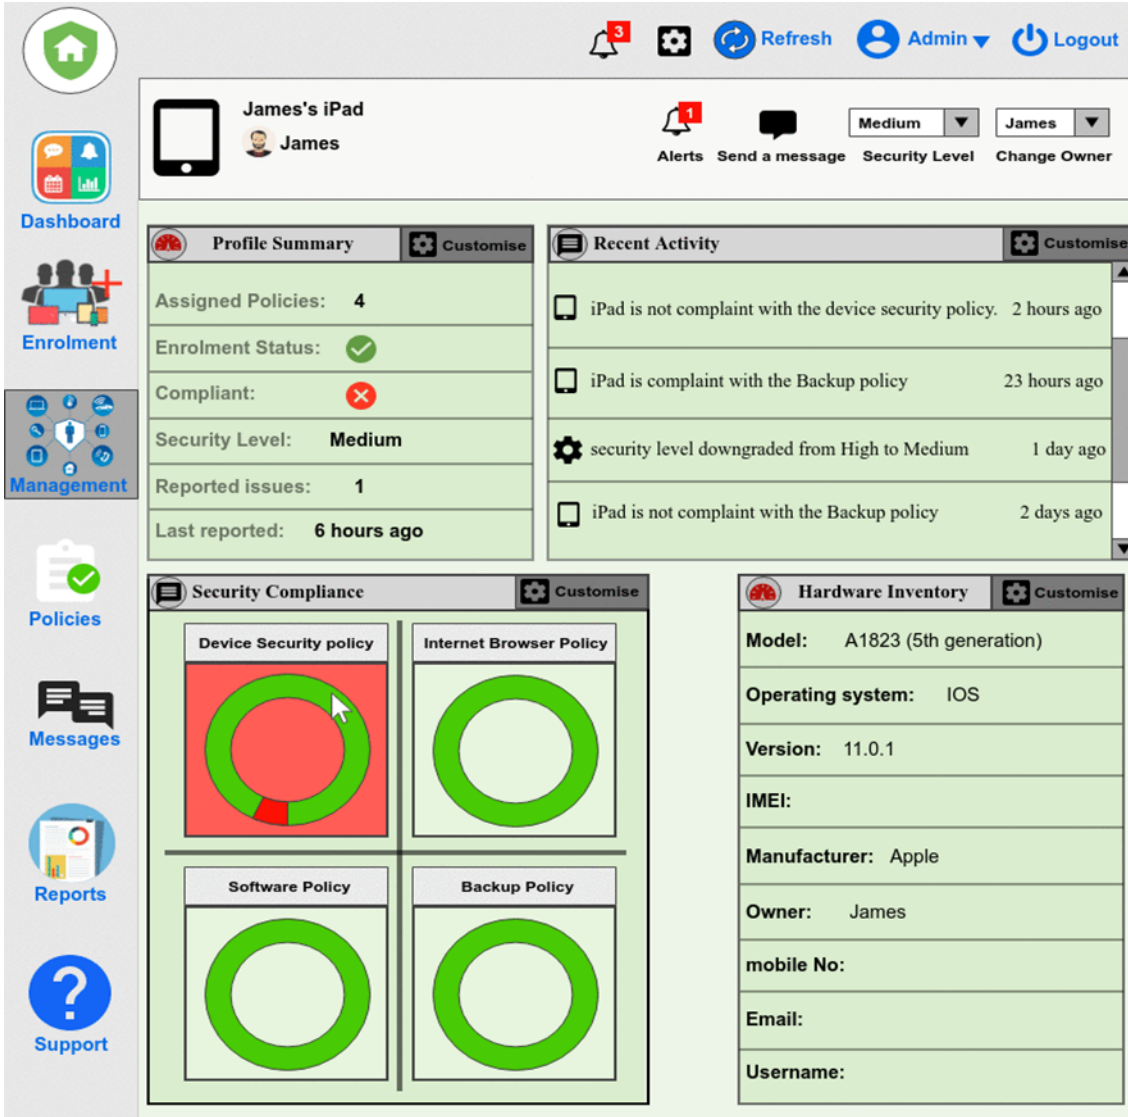 3
Refresh
Admin
Logout
James's iPad
James
1
Alerts
Send a message
Medium
Security Level
James
Change Owner
Dashboard
Enrolment
Management
Policies
Messages
Reports
Support
Profile Summary
Customise
Assigned Policies: 4
Enrolment Status:
Compliant:
Security Level: Medium
Reported issues: 1
Last reported: 6 hours ago
Recent Activity
Customise
iPad is not complaint with the device security policy. 2 hours ago
iPad is complaint with the Backup policy 23 hours ago
security level downgraded from High to Medium 1 day ago
iPad is not complaint with the Backup policy 2 days ago
Security Compliance
Customise
Device Security policy
Internet Browser Policy
Software Policy
Backup Policy
Hardware Inventory
Customise
Model: A1823 (5th generation)
Operating system: IOS
Version: 11.0.1
IMEI:
Manufacturer: Apple
Owner: James
mobile No:
Email:
Username: